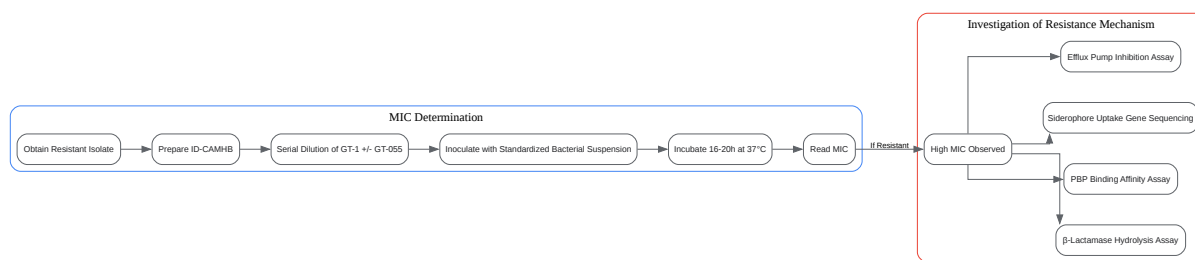 MIC Determination
Obtain Resistant Isolate
Prepare ID-CAMHB
Serial Dilution of GT-1 +/- GT-055
Inoculate with Standardized Bacterial Suspension
Incubate 16-20h at 37°C
Read MIC
If Resistant
Investigation of Resistance Mechanism
High MIC Observed
Efflux Pump Inhibition Assay
Siderophore Uptake Gene Sequencing
PBP Binding Affinity Assay
β-Lactamase Hydrolysis Assay